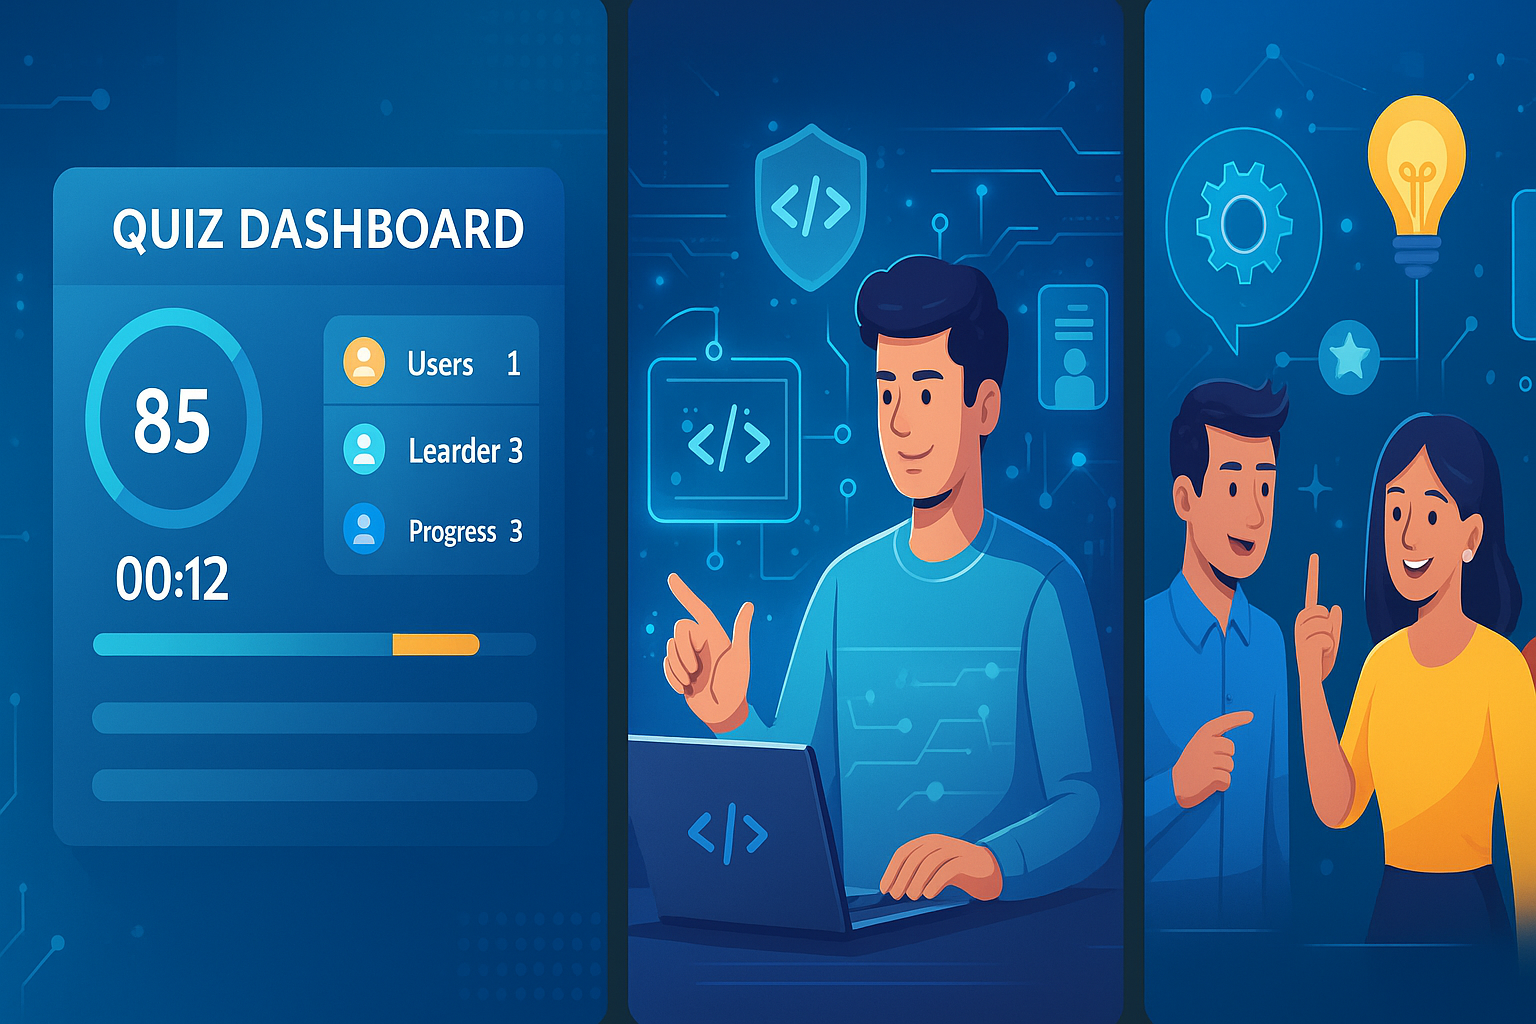 QUIZ DASHBOARD
85
Users 1
Learder 3
Progress 3
00:12
</>
</>
</>